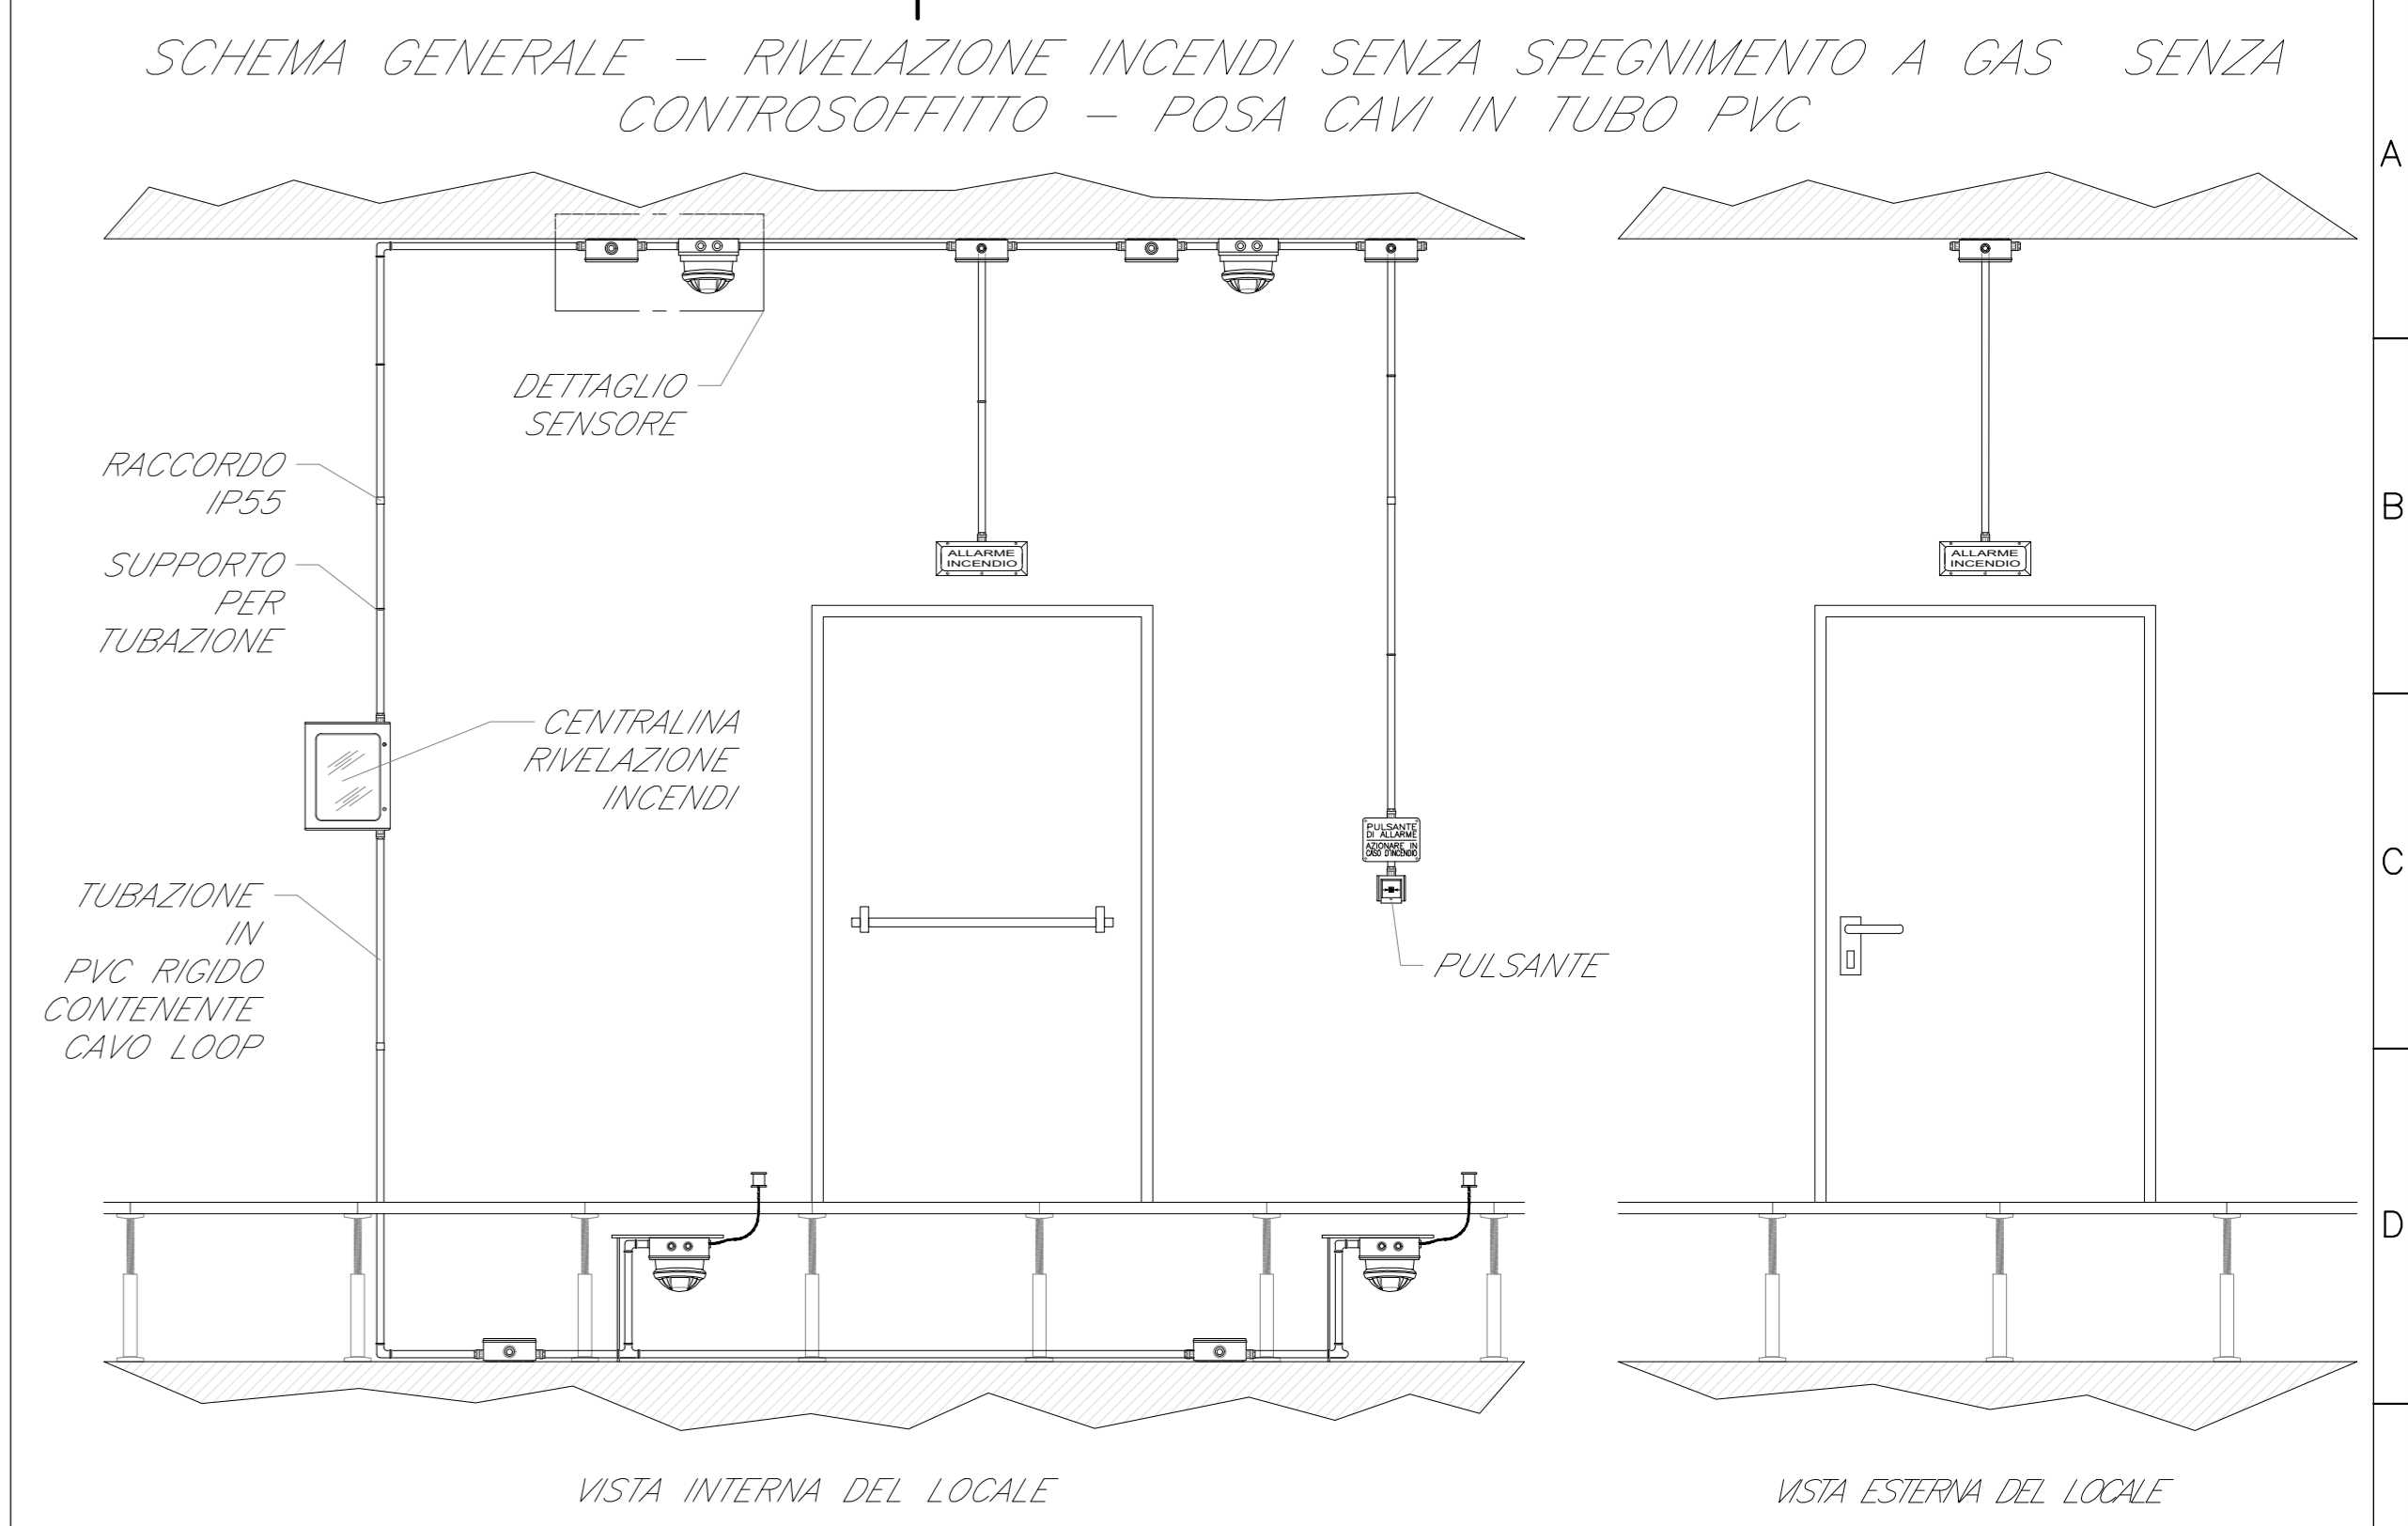 SCHEMA GENERALE – RIVELAZIONE INCENDI SENZA SPEGNIMENTO A GAS SENZA
CONTROSOFFITTO – POSA CAVI IN TUBO PVC
A
DETTAGLIO
SENSORE
RACCORDO
IP55
B
SUPPORTO
PER
TUBAZIONE
ALLARME
INCENDIO
ALLARME
INCENDIO
CENTRALINA
RIVELAZIONE
INCENDI
PULSANTE
DI ALLARME
AZIONARE IN
CASO D'INCENDIO
C
TUBAZIONE
IN
PVC RIGIDO
CONTENENTE
CAVO LOOP
PULSANTE
D
VISTA INTERNA DEL LOCALE
VISTA ESTERNA DEL LOCALE